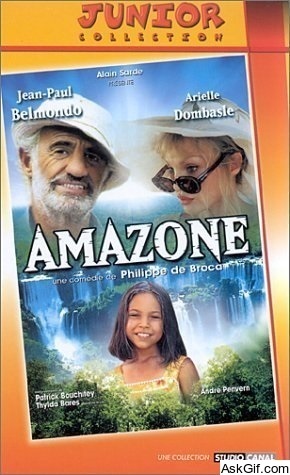 JUNIOR
COLLECTION
Alain Sarde
PRÉSENTE
Jean-Paul
Belmondo
Arielle
Dombasle
AMAZONE
une comédie de Philippe de Broca
Patrick Bouchitey
Thylda Bares
André Penvern
UNE COLLECTION STUDIO CANAL
AskGif.com